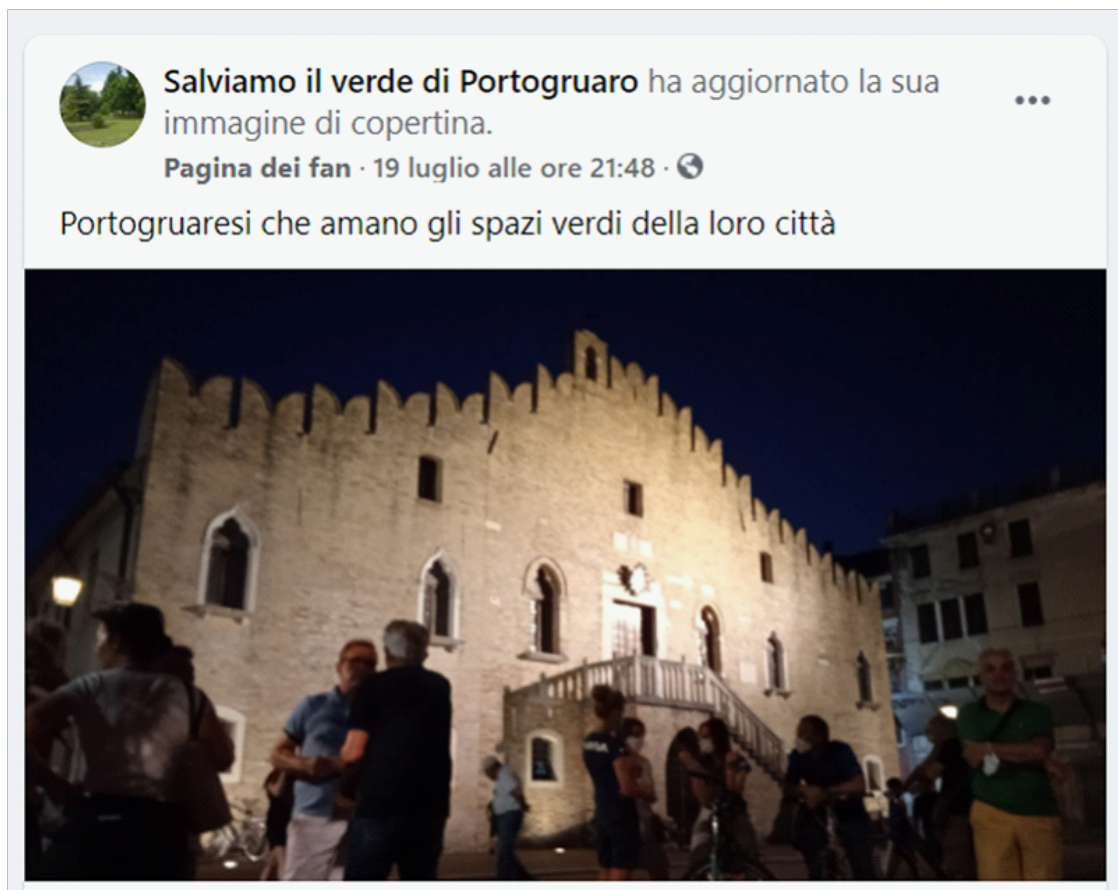 Salviamo il verde di Portogruaro ha aggiornato la sua
immagine di copertina.
Pagina dei fan · 19 luglio alle ore 21:48 ·
Portogruaresi che amano gli spazi verdi della loro città